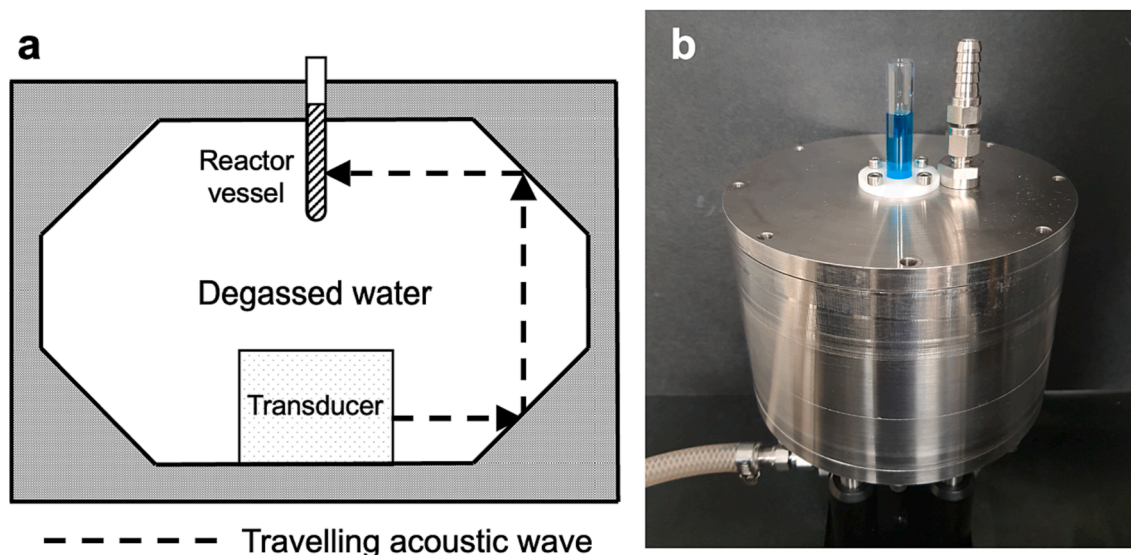 a
Reactor
vessel
Degassed water
Transducer
Travelling acoustic wave
b